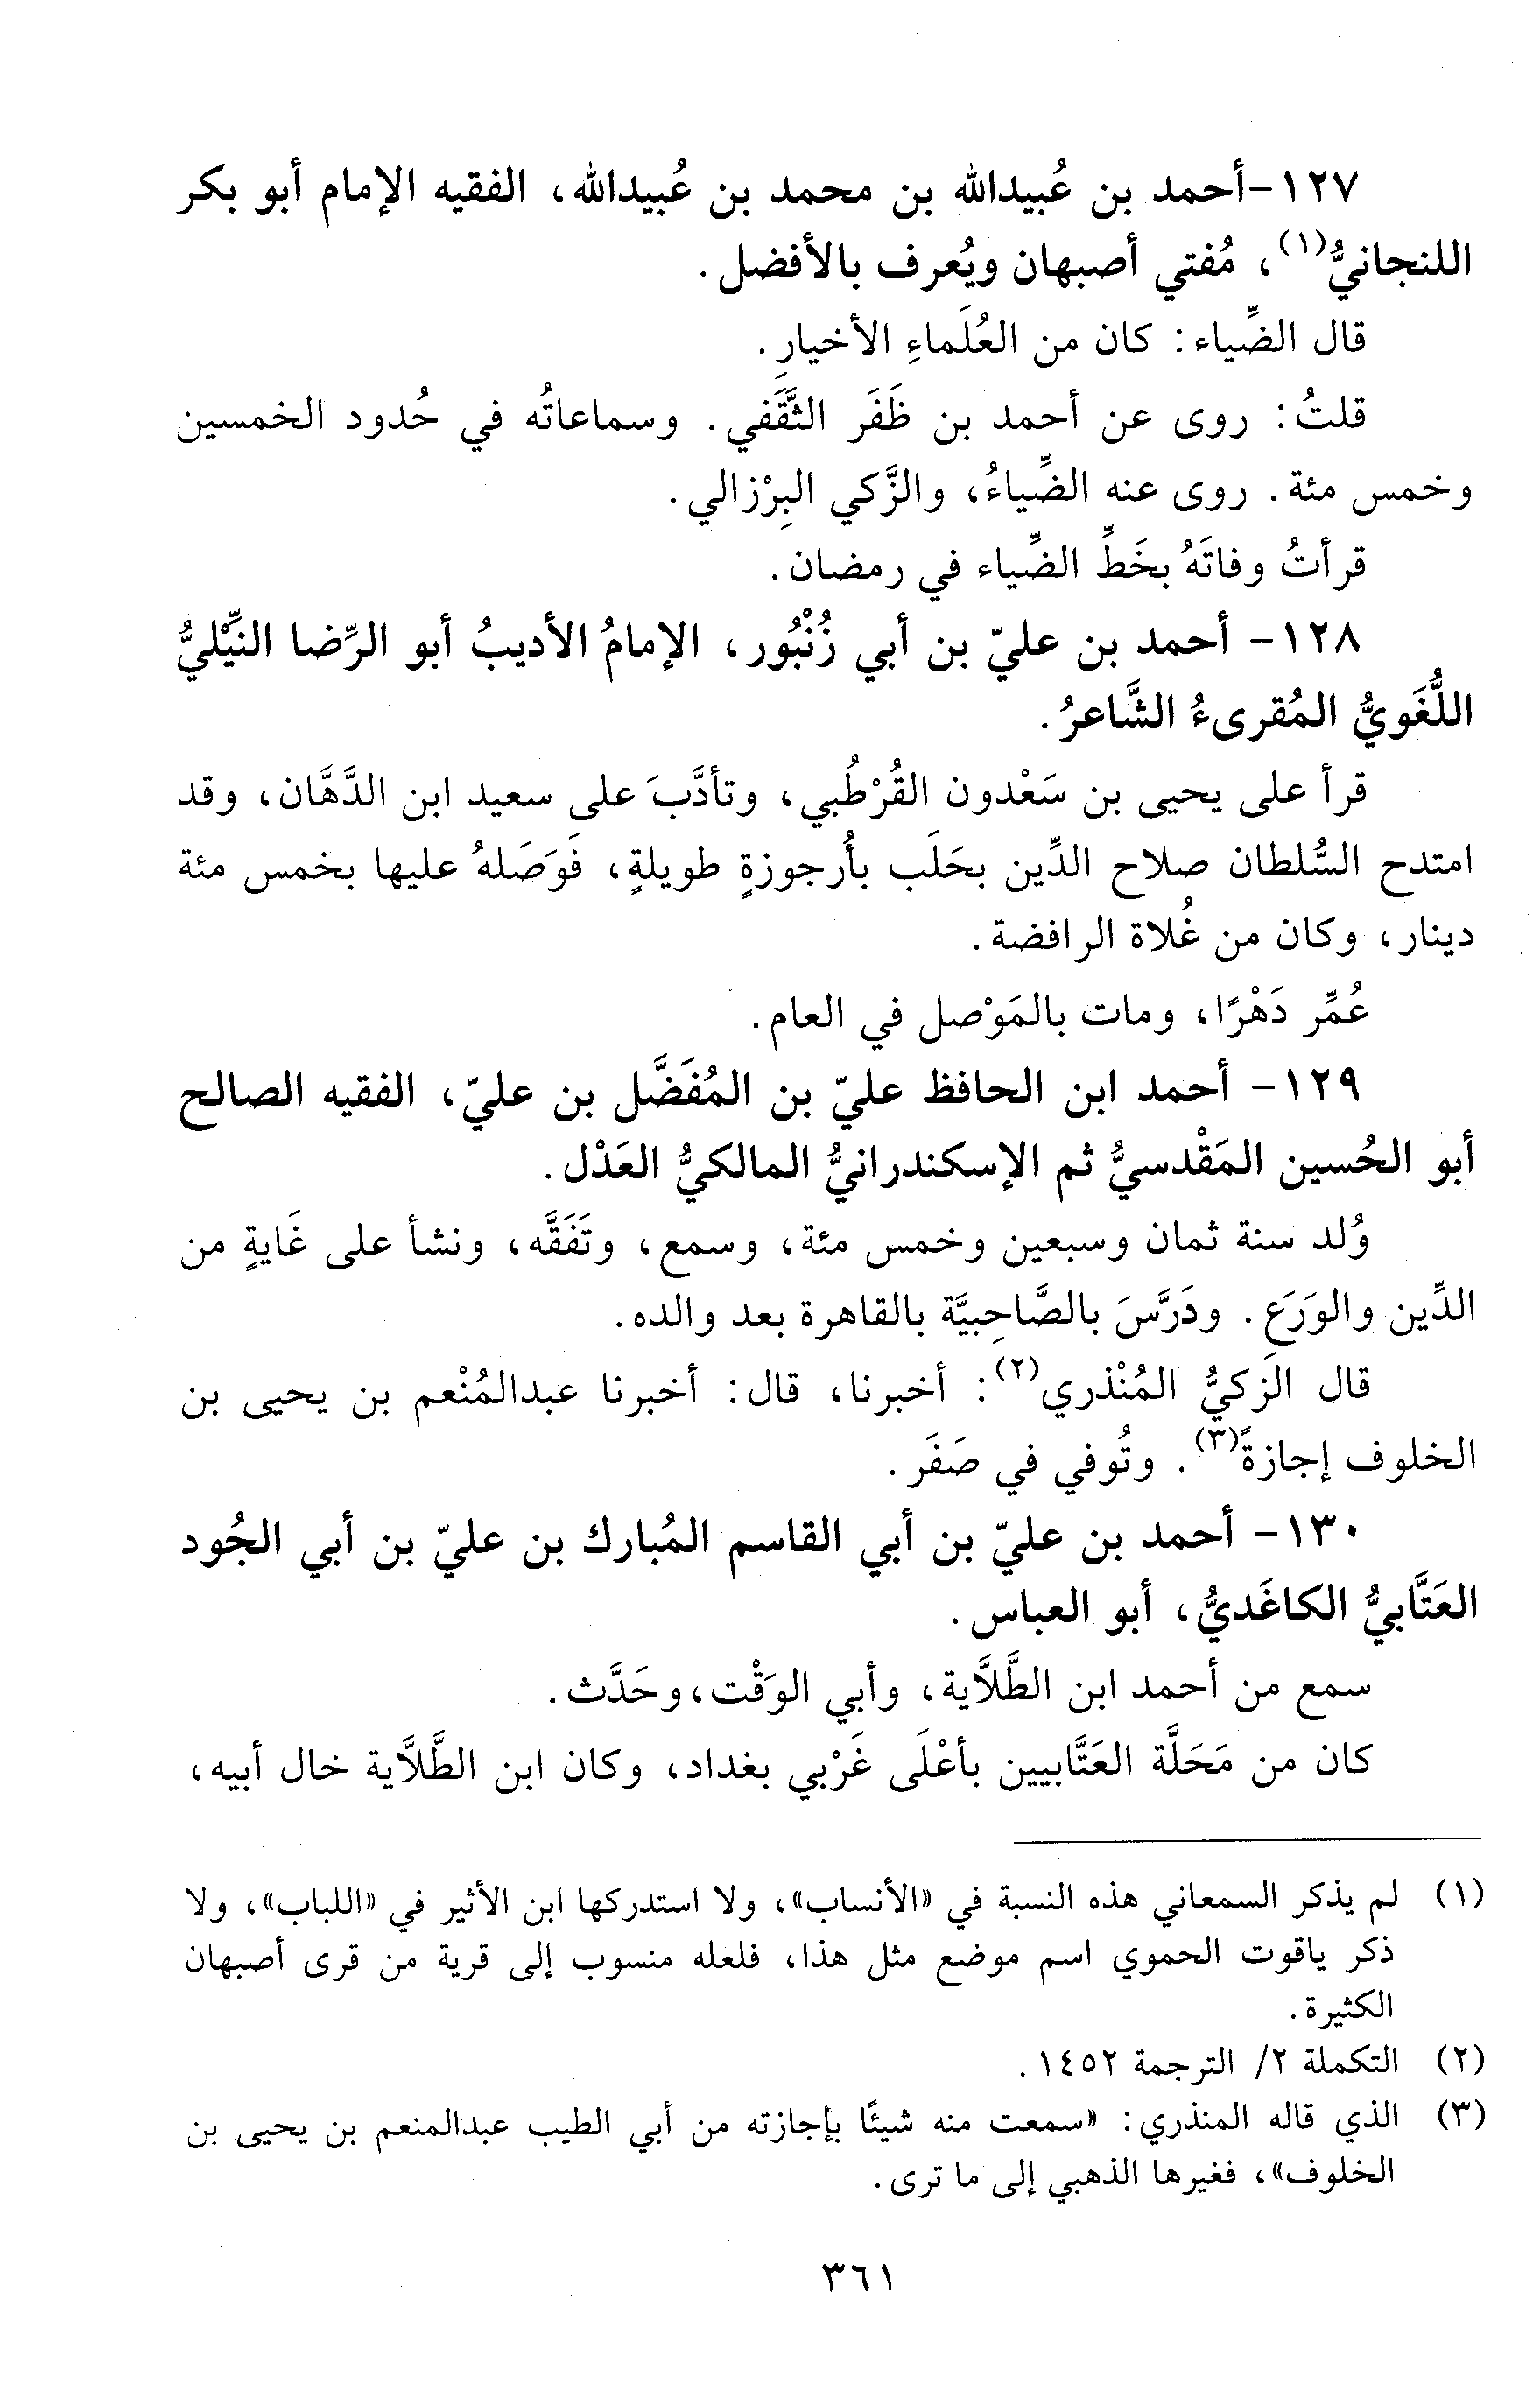 ١٢٧-أحمد بن عُبيدالله بن محمد بن عُبيدالله، الفقيه الإمام أبو بكر
اللنجانيُّ(١)، مُفتي أصبهان ويُعرف بالأفضل.
قال الضِّياء: كان من العُلَماءِ الأخيارِ.
قلتُ: روى عن أحمد بن ظَفَر الثَّقَفي. وسماعاتُه في حُدود الخمسين
وخمس مئة. روى عنه الضِّياءُ، والزَّكي البِرْزالي.
قرأتُ وفاتَهُ بخَطِّ الضِّياء في رمضان.
١٢٨- أحمد بن عليّ بن أبي زُنْبُور، الإمامُ الأديبُ أبو الرِّضا النِّيْليُّ
اللُّغَويُّ المُقرىءُ الشَّاعرُ.
قرأ على يحيى بن سَعْدون القُرْطُبي، وتأدَّبَ على سعيد ابن الدَّهَّان، وقد
امتدح السُّلطان صلاح الدِّين بحَلَب بأُرجوزةٍ طويلةٍ، فَوَصَلهُ عليها بخمس مئة
دينار، وكان من غُلاة الرافضة.
عُمِّر دَهْرًا، ومات بالمَوْصل في العام.
١٢٩- أحمد ابن الحافظ عليّ بن المُفَضَّل بن عليّ، الفقيه الصالح
أبو الحُسين المَقْدسيُّ ثم الإسكندرانيُّ المالكيُّ العَدْل.
وُلد سنة ثمان وسبعين وخمس مئة، وسمع، وتَفَقَّه، ونشأ على غَايةٍ من
الدِّين والوَرَعِ. ودَرَّسَ بالصَّاحِبيَّة بالقاهرة بعد والده.
قال الزكيُّ المُنْذري(٢): أخبرنا، قال: أخبرنا عبدالمُنْعم بن يحيى بن
الخلوف إجازةً(٣). وتُوفي في صَفَر.
١٣٠- أحمد بن عليّ بن أبي القاسم المُبارك بن عليّ بن أبي الجُود
العَتَّابيُّ الكاغَديُّ، أبو العباس.
سمع من أحمد ابن الطَّلَّاية، وأبي الوَقْت، وحَدَّث.
كان من مَحَلَّة العَتَّابيين بأعْلَى غَرْبي بغداد، وكان ابن الطَّلَّاية خال أبيه،
(١) لم يذكر السمعاني هذه النسبة في «الأنساب»، ولا استدركها ابن الأثير في «اللباب»، ولا
ذكر ياقوت الحموي اسم موضع مثل هذا، فلعله منسوب إلى قرية من قرى أصبهان
الكثيرة.
(٢) التكملة ٢/ الترجمة ١٤٥٢.
(٣) الذي قاله المنذري: «سمعت منه شيئًا بإجازته من أبي الطيب عبدالمنعم بن يحيى بن
الخلوف»، فغيرها الذهبي إلى ما ترى.
٣٦١